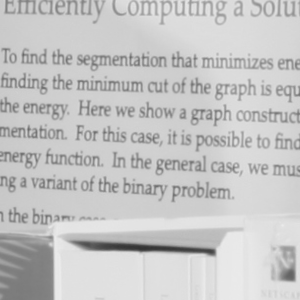 Efficiently Computing a Solu
To find the segmentation that minimizes ene
finding the minimum cut of the graph is equ
the energy. Here we show a graph construct
mentation. For this case, it is possible to find
energy function. In the general case, we mus
ng a variant of the binary problem.
n the binary case